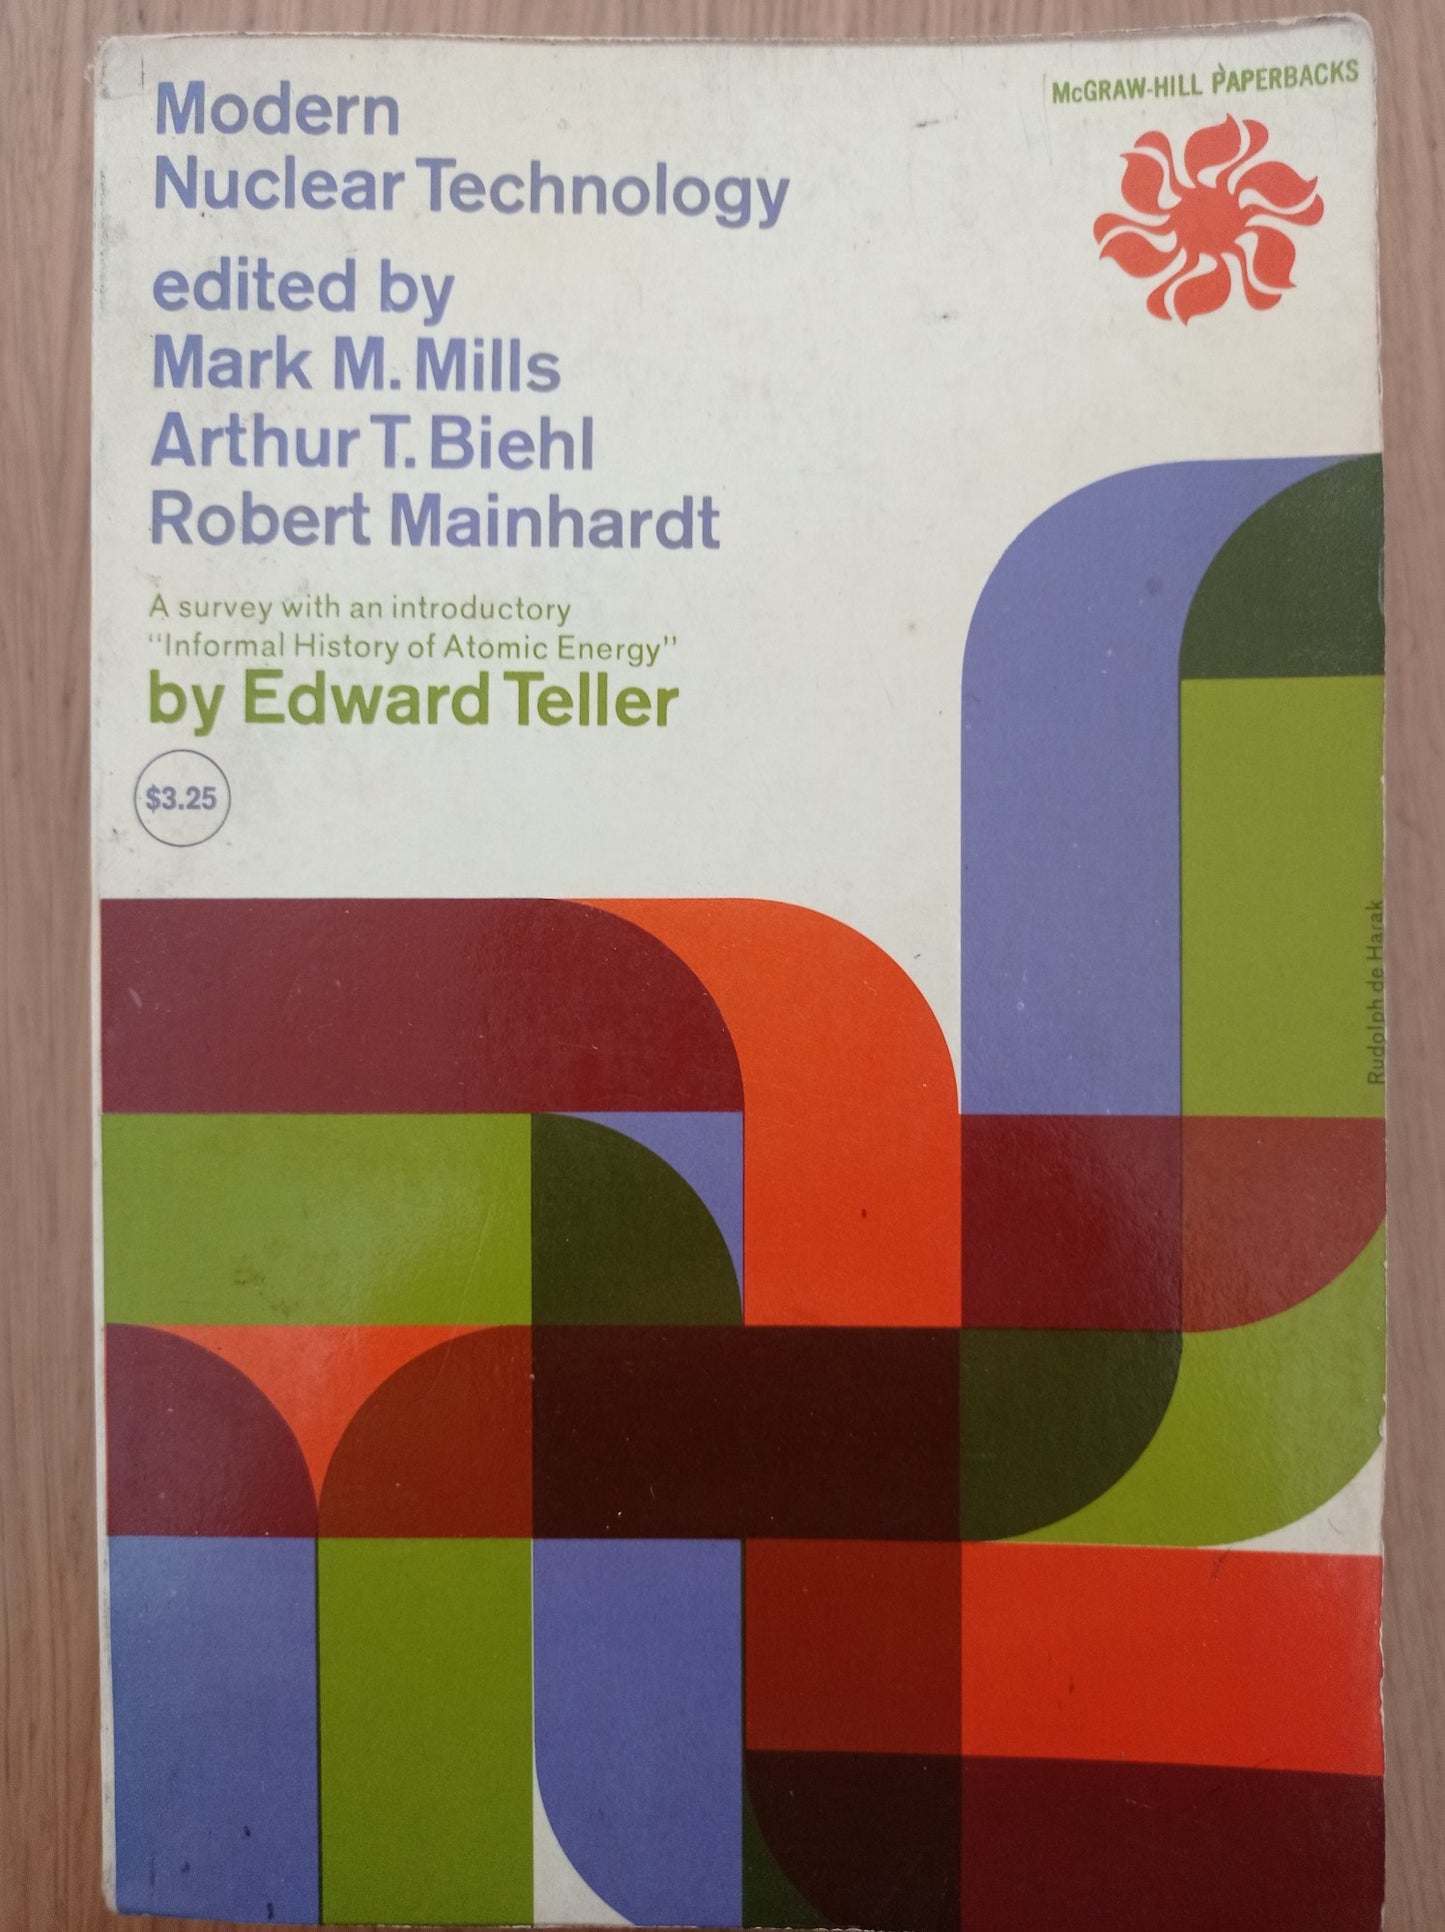 Modern
Nuclear Technology
edited by
Mark M. Mills
Arthur T. Biehl
Robert Mainhardt
A survey with an introductory
“Informal History of Atomic Energy”
by Edward Teller
$3.25
McGRAW-HILL PAPERBACKS
Rudolph de Harak